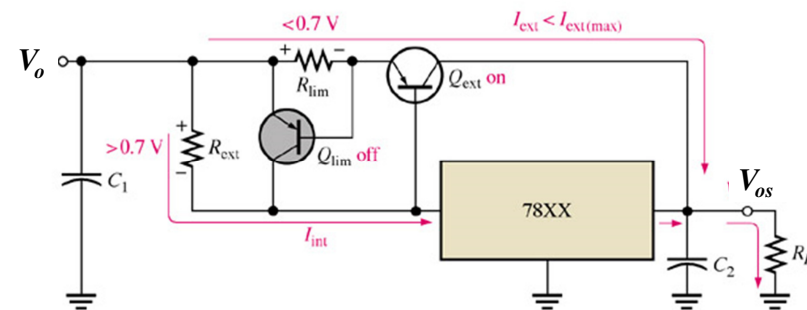 <0.7 V
Iext < Iext(max)
Vo
+ −
Rlim
Qext on
+
>0.7 V
Rext
−
Qlim off
C1
78XX
Vos
Iint
C2